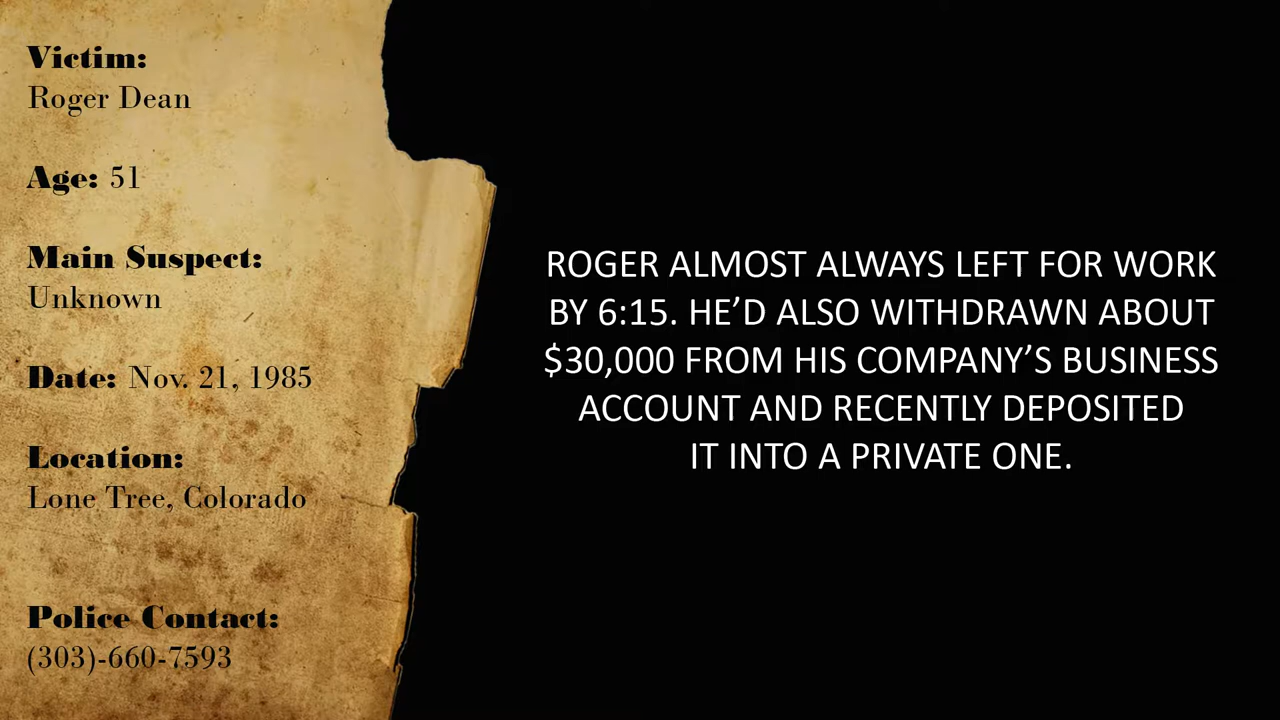 Victim:
Roger Dean
Age: 51
Main Suspect:
Unknown
Date: Nov. 21, 1985
Location:
Lone Tree, Colorado
Police Contact:
(303)-660-7593
ROGER ALMOST ALWAYS LEFT FOR WORK
BY 6:15. HE’D ALSO WITHDRAWN ABOUT
$30,000 FROM HIS COMPANY’S BUSINESS
ACCOUNT AND RECENTLY DEPOSITED
IT INTO A PRIVATE ONE.